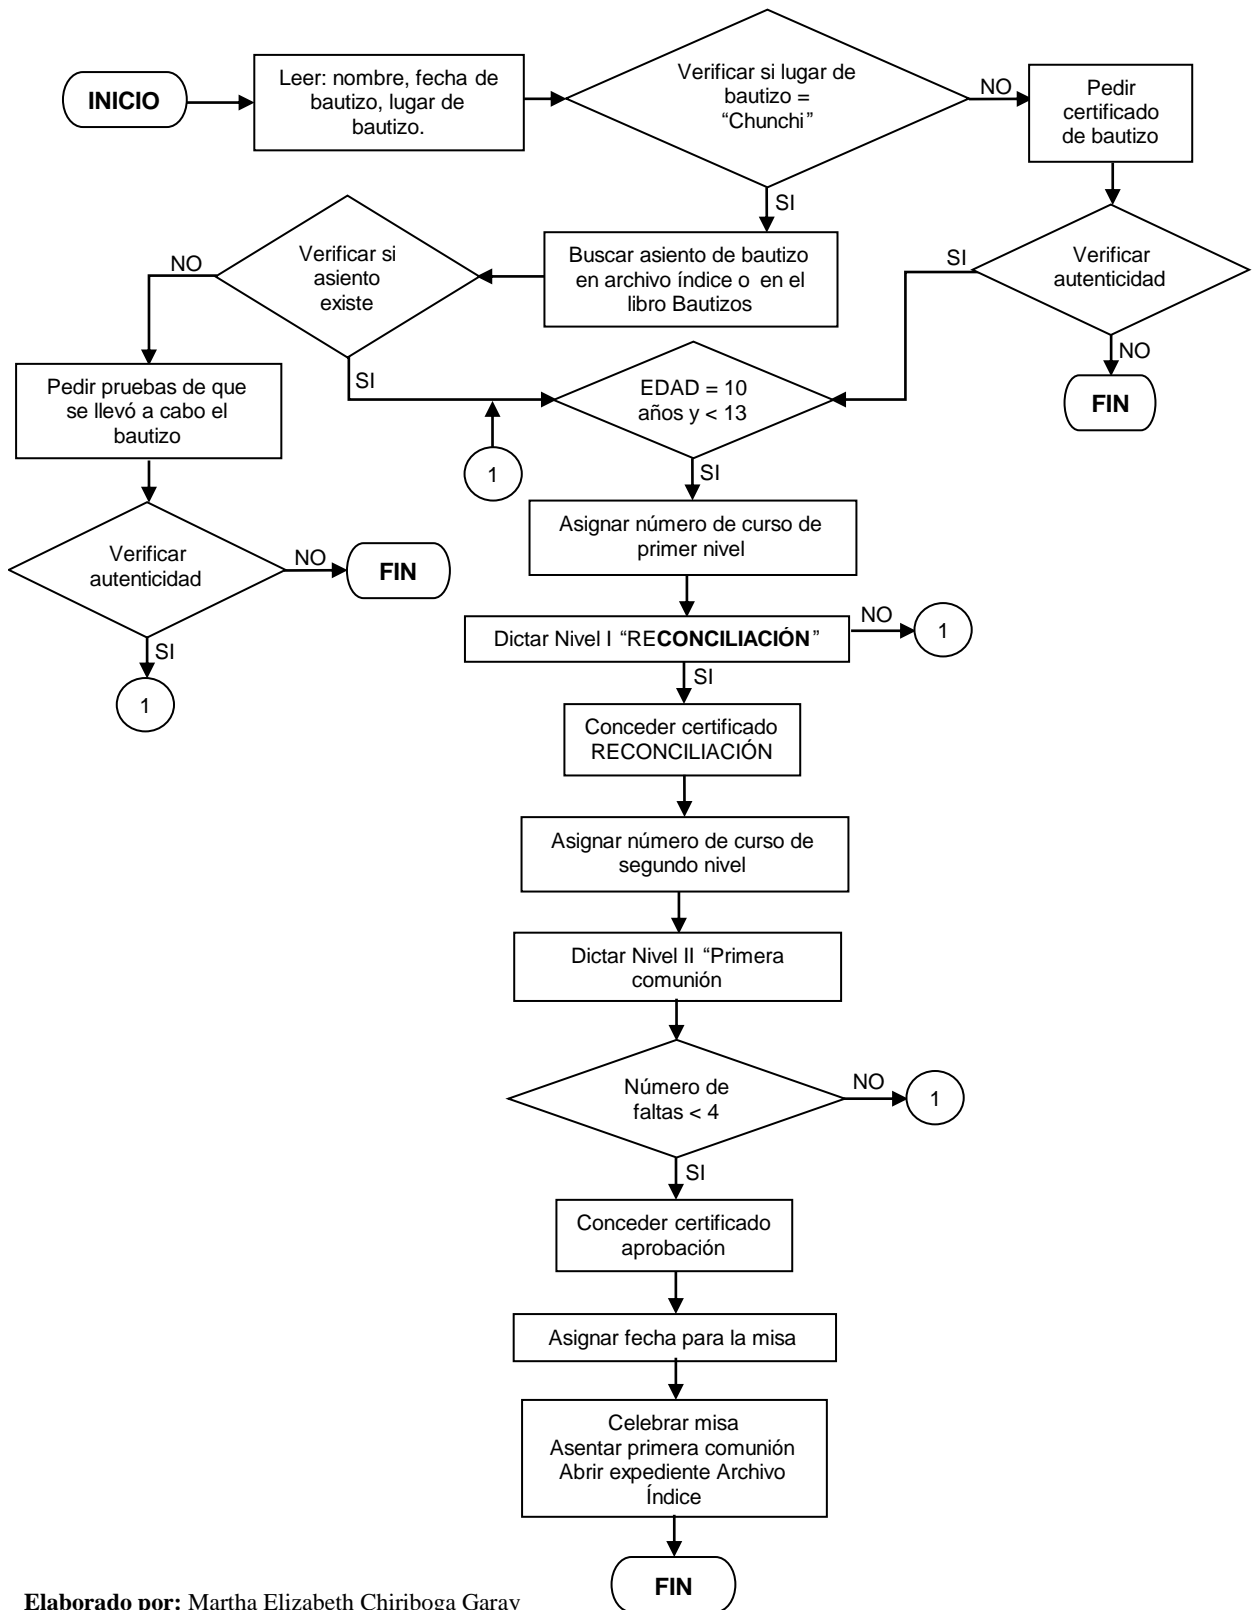 INICIO
Leer: nombre, fecha de
bautizo, lugar de
bautizo.
Verificar si lugar de
bautizo =
“Chunchi”
NO
Pedir
certificado
de bautizo
SI
Verificar
autenticidad
SI
NO
FIN
Buscar asiento de bautizo
en archivo índice o en el
libro Bautizos
Verificar si
asiento
existe
NO
SI
Pedir pruebas de que
se llevó a cabo el
bautizo
EDAD = 10
años y < 13
1
SI
Verificar
autenticidad
NO
FIN
SI
1
Asignar número de curso de
primer nivel
Dictar Nivel I “RECONCILIACIÓN”
NO
1
SI
Conceder certificado
RECONCILIACIÓN
Asignar número de curso de
segundo nivel
Dictar Nivel II “Primera
comunión
Número de
faltas < 4
NO
1
SI
Conceder certificado
aprobación
Asignar fecha para la misa
Celebrar misa
Asentar primera comunión
Abrir expediente Archivo
Índice
FIN
Elaborado por: Martha Elizabeth Chiriboga Garay